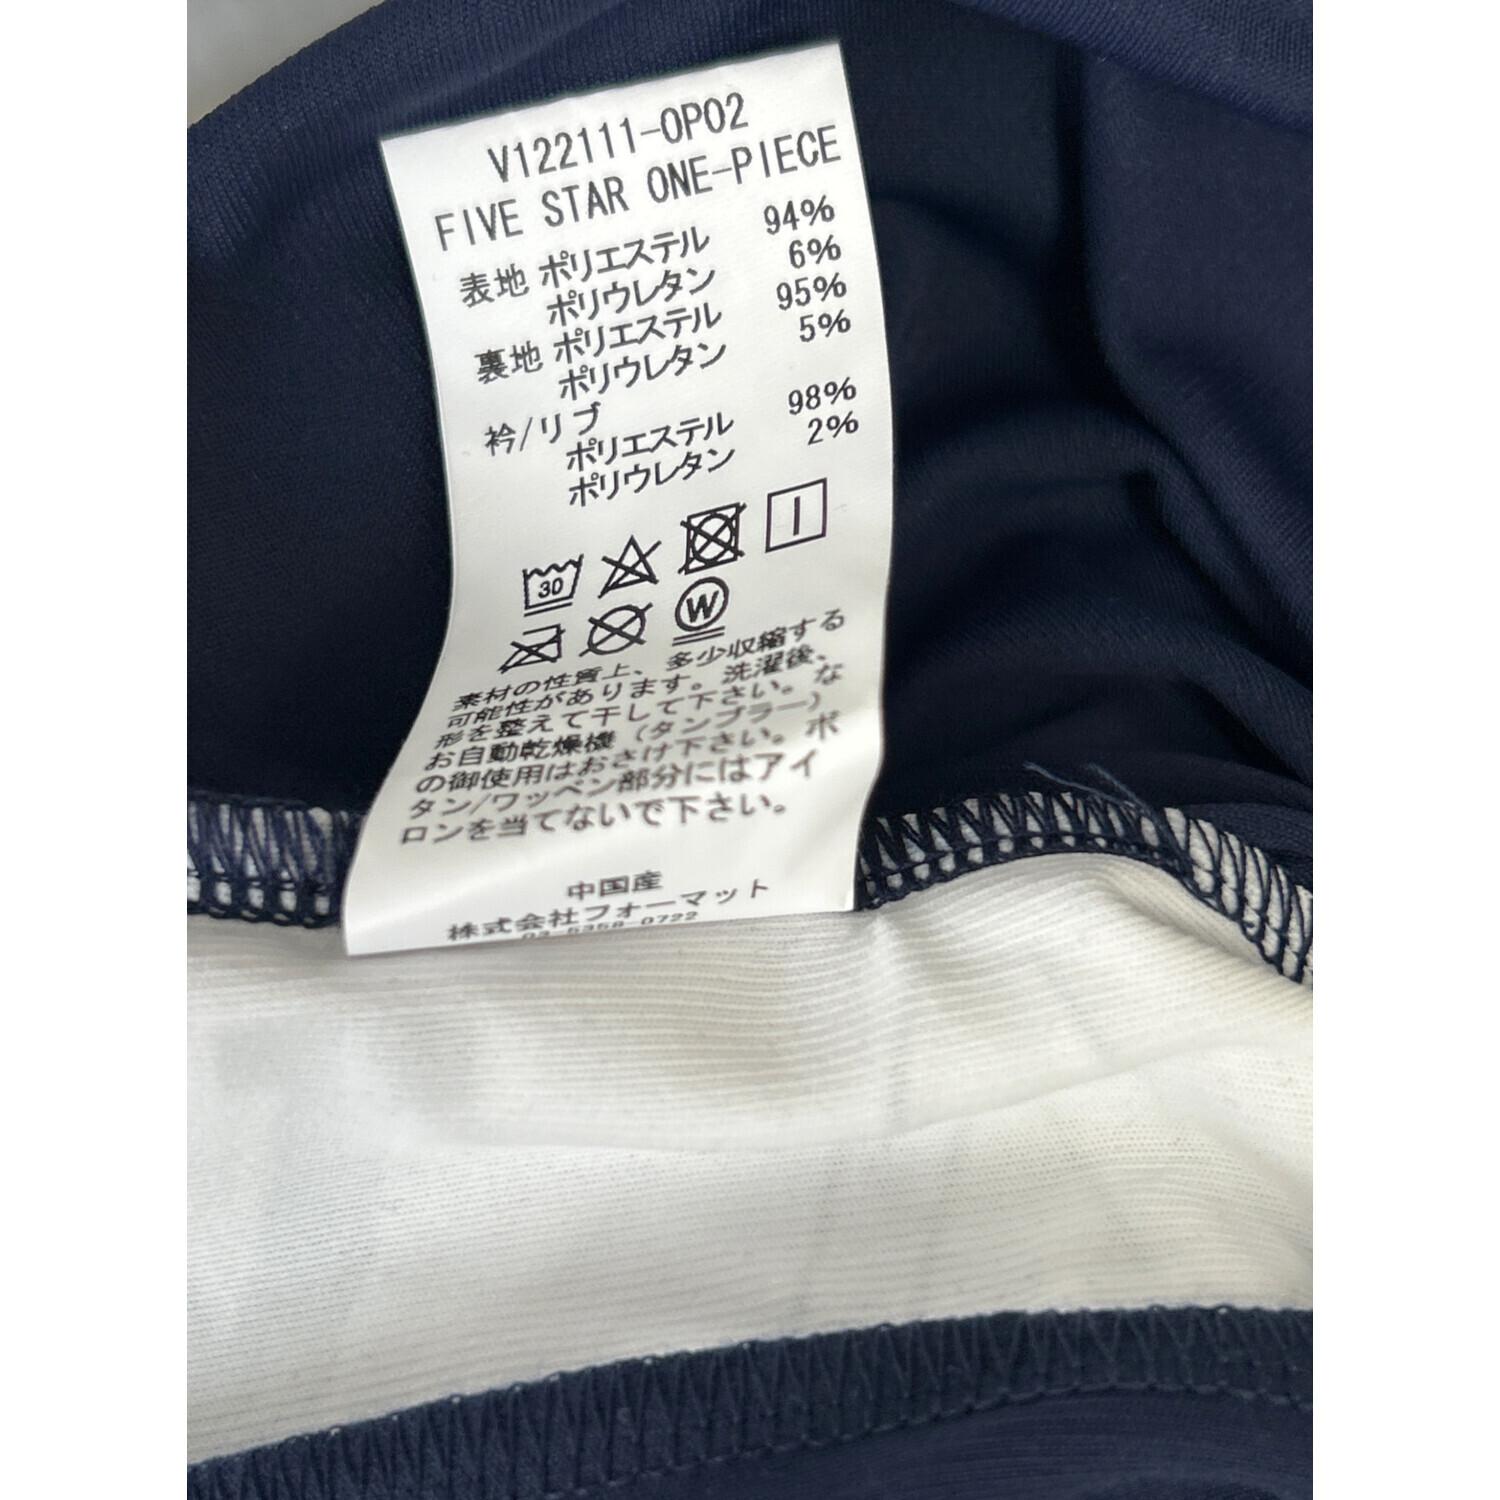 V122111-OP02
FIVE STAR ONE-PIECE
表地 ポリエステル 94%
ポリウレタン 6%
裏地 ポリエステル 95%
ポリウレタン 5%
衿/リブ
ポリエステル 98%
ポリウレタン 2%
30
W
素材の性質上、多少収縮する
可能性があります。洗濯後、
形を整えて干して下さい。な
お自動乾燥機（タンブラー）
の御使用はおさけ下さい。ボ
タン/ワッペン部分にはアイ
ロンを当てないで下さい。
中国産
株式会社フォーマット
03-5358-0722